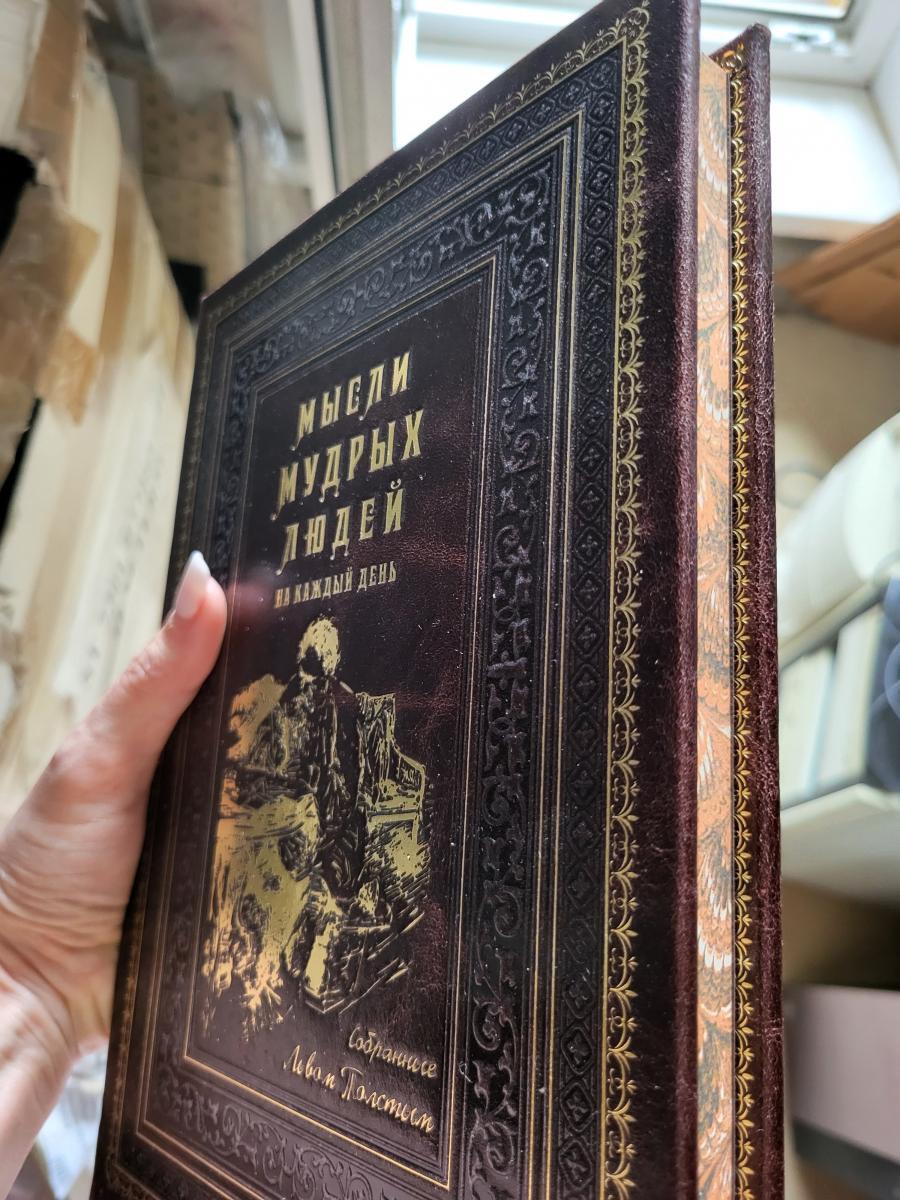 МЫСЛИ
МУДРЫХ
ЛЮДЕЙ
НА КАЖДЫЙ ДЕНЬ
Собранные
Львом Толстым